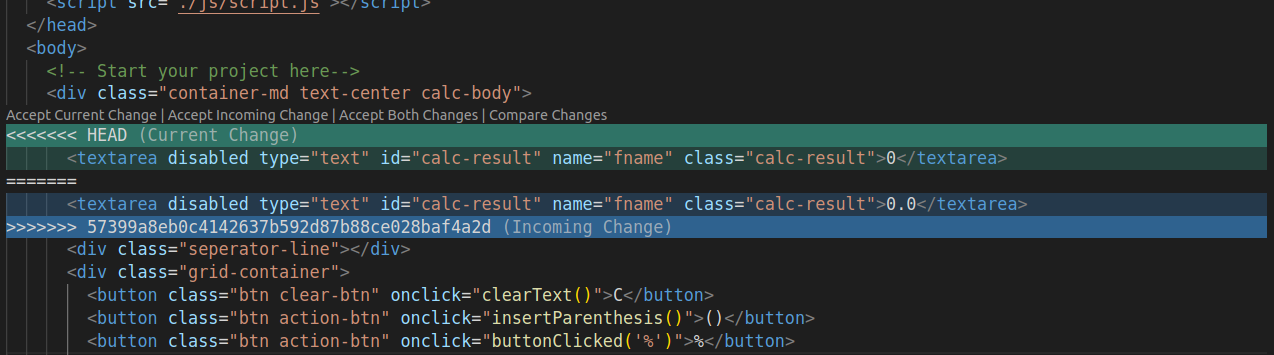 <script src="./js/script.js"></script>
</head>
<body>
<!-- Start your project here-->
<div class="container-md text-center calc-body">
Accept Current Change | Accept Incoming Change | Accept Both Changes | Compare Changes
<<<<<<< HEAD (Current Change)
<textarea disabled type="text" id="calc-result" name="fname" class="calc-result">0</textarea>
=======
<textarea disabled type="text" id="calc-result" name="fname" class="calc-result">0.0</textarea>
>>>>>>> 57399a8eb0c4142637b592d87b88ce028baf4a2d (Incoming Change)
<div class="seperator-line"></div>
<div class="grid-container">
<button class="btn clear-btn" onclick="clearText()">C</button>
<button class="btn action-btn" onclick="insertParenthesis()">()</button>
<button class="btn action-btn" onclick="buttonClicked('%')">%</button>